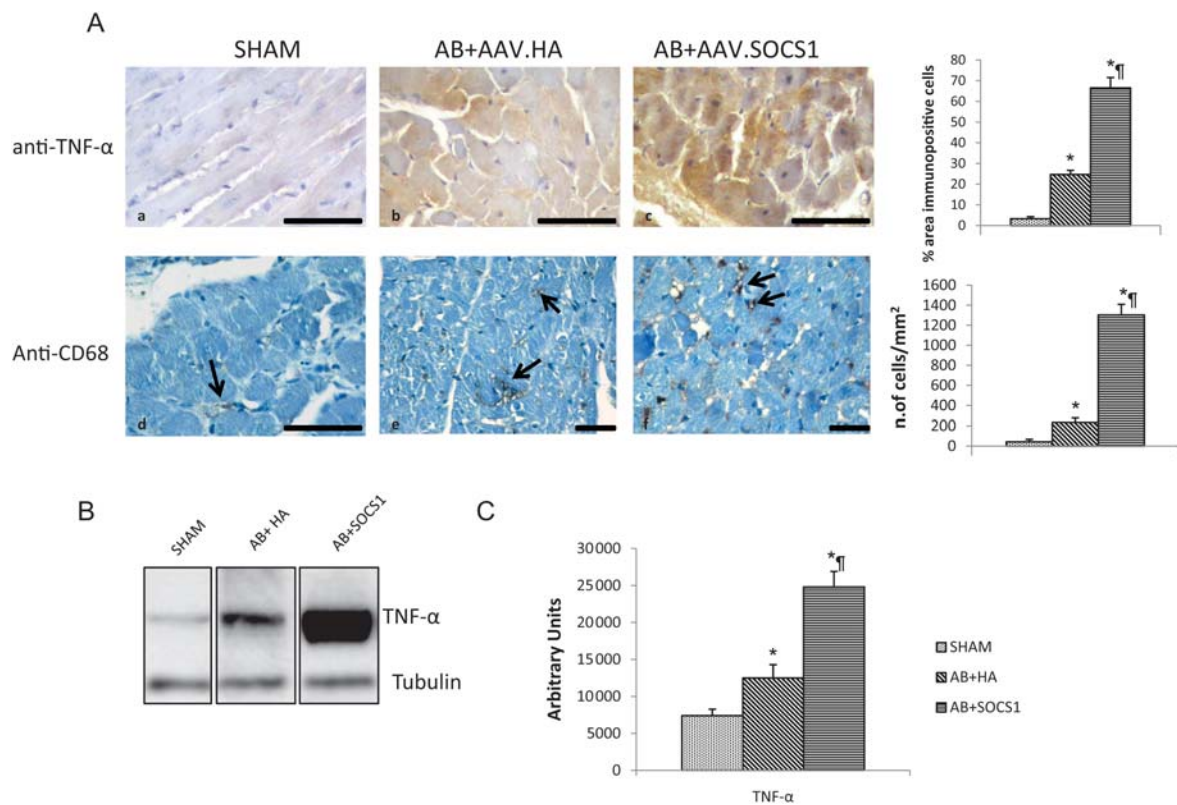 A
SHAM
AB+AAV.HA
AB+AAV.SOCS1
anti-TNF-α
a
b
c
Anti-CD68
d
e
f
% area immunopositive cells
80
70
60
50
40
30
20
10
0
*
*¶
n.of cells/mm²
1600
1400
1200
1000
800
600
400
200
0
*
*¶
B
SHAM
AB+ HA
AB+SOCS1
TNF-α
Tubulin
C
Arbitrary Units
30000
25000
20000
15000
10000
5000
0
*
*¶
TNF-α
SHAM
AB+HA
AB+SOCS1